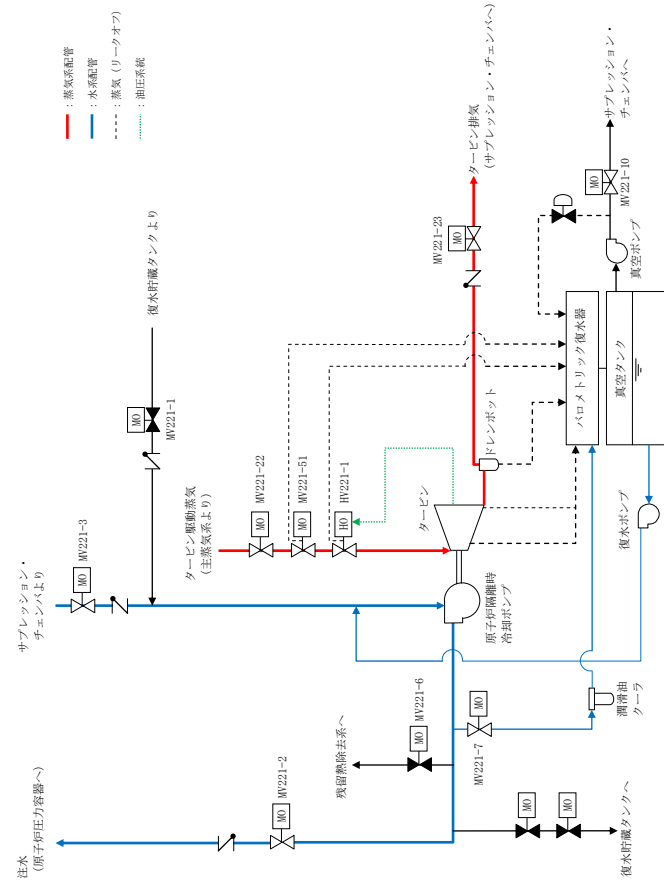 ：蒸気系配管
：水系配管
：蒸気（リークオフ）
：油圧系統
サプレッション・
チェンバより
MO
MV221-3
復水貯蔵タンクより
MO
MV221-1
タービン駆動蒸気
(主蒸気系より)
MO
MV221-22
MO
MV221-51
HO
HV221-1
タービン
原子炉隔離時
冷却ポンプ
ドレンポット
MO
MV221-23
タービン排気
(サプレッション・チェンバへ)
注水
(原子炉圧力容器へ)
MO
MV221-2
残留熱除去系へ
MO
MV221-6
MO
MV221-7
潤滑油
クーラ
MO
MO
復水貯蔵タンクへ
復水ポンプ
バロメトリック復水器
真空タンク
真空ポンプ
MO
MV221-10
サプレッション・
チェンバへ